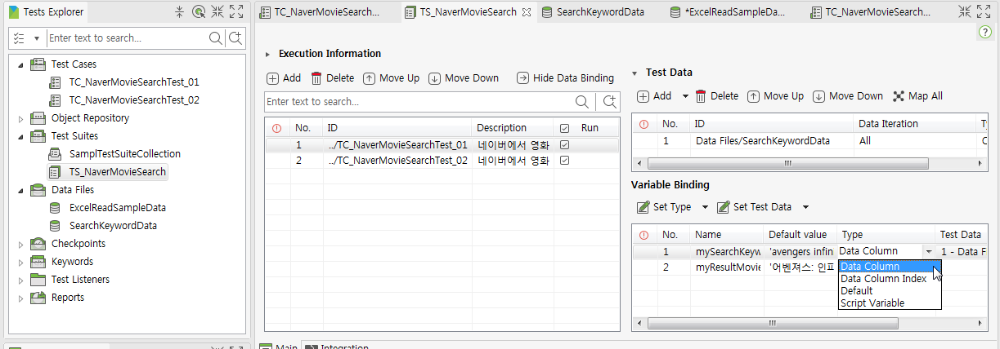 Tests Explorer
Enter text to search...
Test Cases
TC_NaverMovieSearchTest_01
TC_NaverMovieSearchTest_02
Object Repository
Test Suites
SamplTestSuiteCollection
TS_NaverMovieSearch
Data Files
ExcelReadSampleData
SearchKeywordData
Checkpoints
Keywords
Test Listeners
Reports
TC_NaverMovieSearch... TS_NaverMovieSearch SearchKeywordData *ExcelReadSampleDa... TC_NaverMovieSearch...
Execution Information
Add Delete Move Up Move Down Hide Data Binding
Enter text to search...
No. ID Description Run
1 ../TC_NaverMovieSearchTest_01 네이버에서 영화
2 ../TC_NaverMovieSearchTest_02 네이버에서 영화
Test Data
Add Delete Move Up Move Down Map All
No. ID Data Iteration
1 Data Files/SearchKeywordData All
Variable Binding
Set Type Set Test Data
No. Name Default value Type Test Data
1 mySearchKeyw 'avengers infin Data Column 1 - Data F
2 myResultMovie '어벤져스: 인피
Data Column
Data Column Index
Default
Script Variable
Main Integration